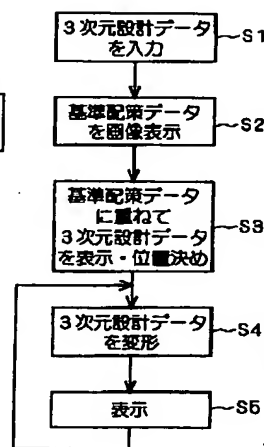 3次元設計データ
を入力
S1
基準配策データ
を画像表示
S2
基準配策データ
に重ねて
3次元設計データ
を表示・位置決め
S3
3次元設計データ
を変形
S4
表示
S5